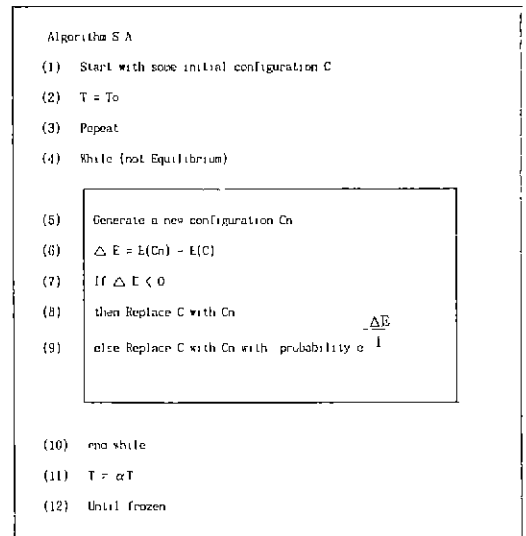 Algorithm S A
(1) Start with some initial configuration C
(2) T = To
(3) Repeat
(4) While (not Equilibrium)
(5) Generate a new configuration Cn
(6) △ E = E(Cn) - E(C)
(7) If △ E < 0
(8) then Replace C with Cn
(9) else Replace C with Cn with probability e^-ΔE/T
(10) end while
(11) T = αT
(12) Until frozen